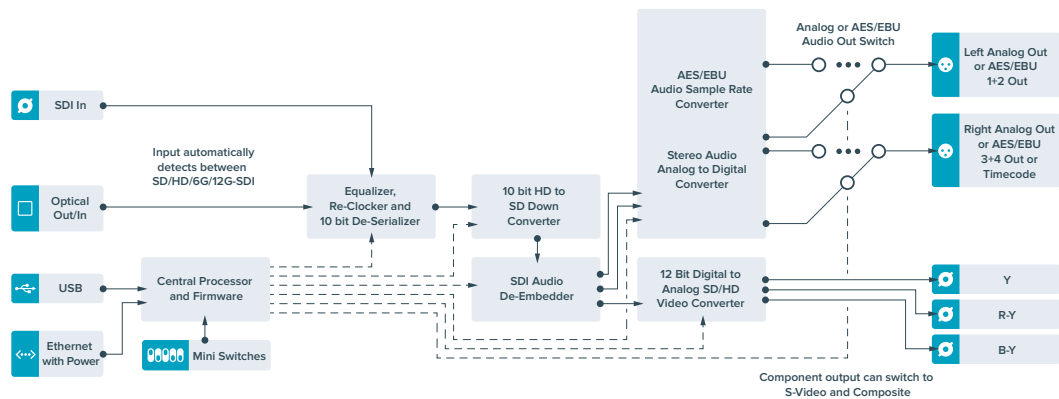 Analog or AES/EBU
Audio Out Switch
Left Analog Out
or AES/EBU
1+2 Out
AES/EBU
Audio Sample Rate
Converter
SDI In
Right Analog Out
or AES/EBU
3+4 Out or
Timecode
Input automatically
detects between
SD/HD/6G/12G-SDI
Stereo Audio
Analog to Digital
Converter
Optical
Out/In
Equalizer,
Re-Clocker and
10 bit De-Serializer
10 bit HD to
SD Down
Converter
USB
Central Processor
and Firmware
SDI Audio
De-Embedder
12 Bit Digital to
Analog SD/HD
Video Converter
Y
R-Y
Ethernet
with Power
Mini Switches
B-Y
Component output can switch to
S-Video and Composite